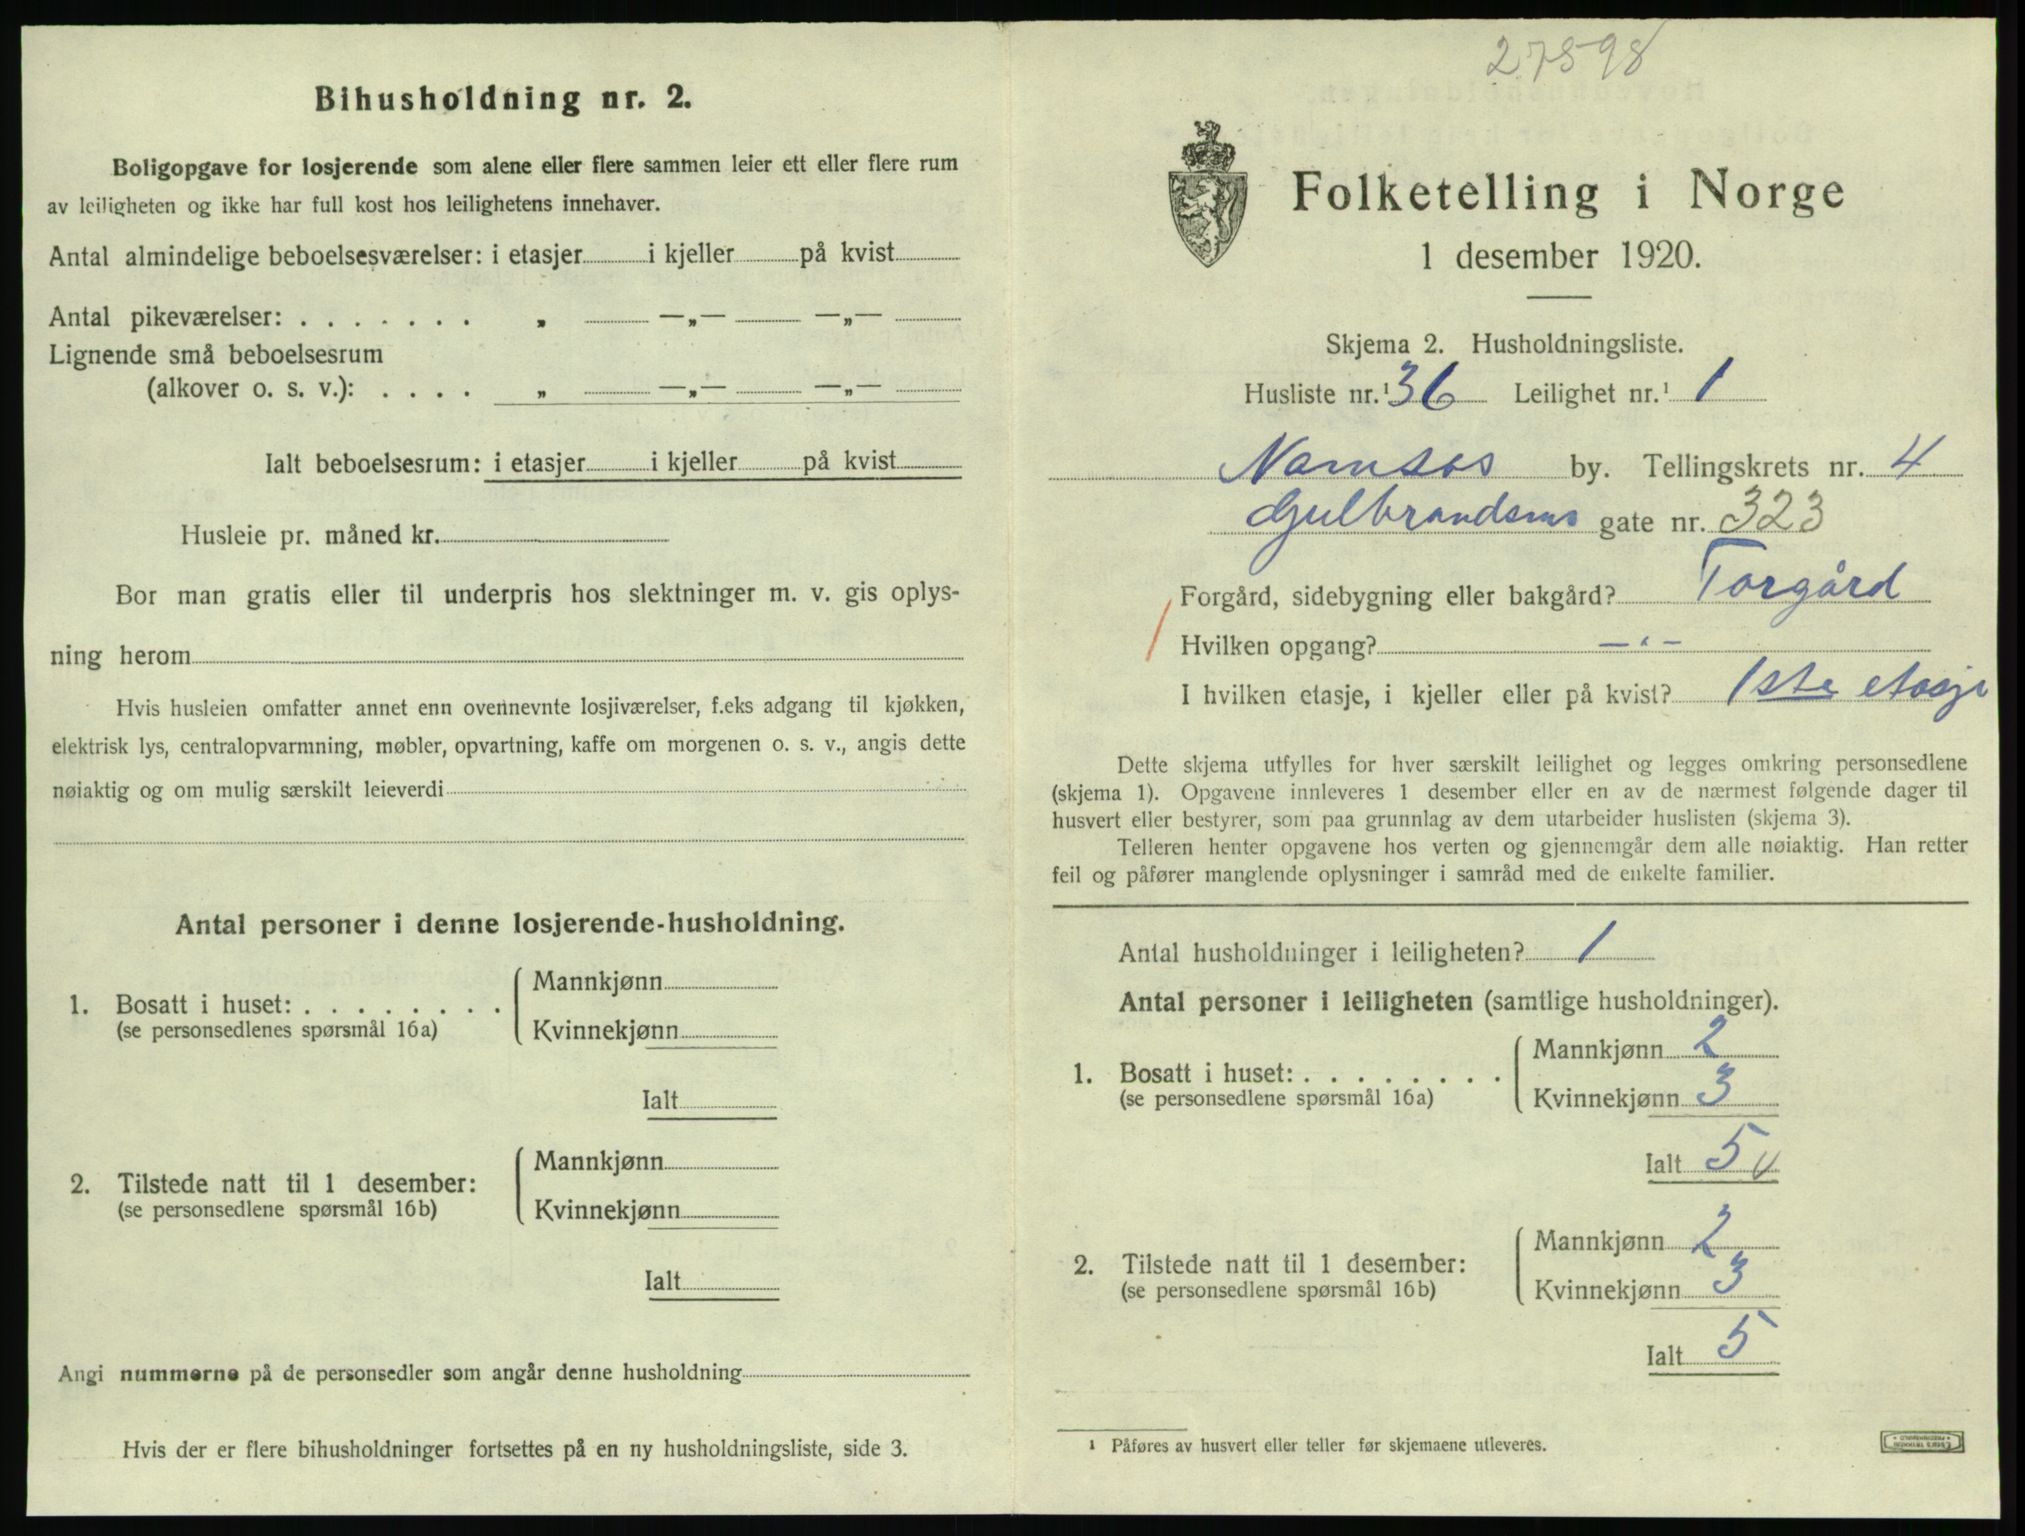 Bihusholdning nr. 2.
Boligopgave for losjerende som alene eller flere sammen leier ett eller flere rum
av leiligheten og ikke har full kost hos leilighetens innehaver.
Antal almindelige beboelsesværelser: i etasjer i kjeller på kvist
Antal pikeværelser: . . . . . . . „ —„— —„—
Lignende små beboelsesrum
(alkover o. s. v.): . . . . „ —„— —„—
Ialt beboelsesrum: i etasjer i kjeller på kvist
Husleie pr. måned kr.
Bor man gratis eller til underpris hos slektninger m. v. gis oplys-
ning herom
Hvis husleien omfatter annet enn ovennevnte losjiværelser, f.eks adgang til kjøkken,
elektrisk lys, centralopvarmning, møbler, opvartning, kaffe om morgenen o. s. v., angis dette
nøiaktig og om mulig særskilt leieverdi
Antal personer i denne losjerende-husholdning.
1. Bosatt i huset: . . . . . . . . Mannkjønn
(se personsedlenes spørsmål 16a) Kvinnekjønn
Ialt
2. Tilstede natt til 1 desember: Mannkjønn
(se personsedlene spørsmål 16b) Kvinnekjønn
Ialt
Angi nummerne på de personsedler som angår denne husholdning
Hvis der er flere bihusholdninger fortsettes på en ny husholdningsliste, side 3.
27598
Folketelling i Norge
1 desember 1920.
Skjema 2. Husholdningsliste.
Husliste nr.¹ 36 Leilighet nr.¹ 1
Namsos by. Tellingskrets nr. 4
Gulbrandsens gate nr. 323
Forgård, sidebygning eller bakgård? Forgård
Hvilken opgang? —„—
I hvilken etasje, i kjeller eller på kvist? 1ste etasje
Dette skjema utfylles for hver særskilt leilighet og legges omkring personsedlene
(skjema 1). Opgavene innleveres 1 desember eller en av de nærmest følgende dager til
husvert eller bestyrer, som paa grunnlag av dem utarbeider huslisten (skjema 3).
Telleren henter opgavene hos verten og gjennemgår dem alle nøiaktig. Han retter
feil og påfører manglende oplysninger i samråd med de enkelte familier.
Antal husholdninger i leiligheten? 1
Antal personer i leiligheten (samtlige husholdninger).
1. Bosatt i huset: . . . . . . . . Mannkjønn 2
(se personsedlene spørsmål 16a) Kvinnekjønn 3
Ialt 5
2. Tilstede natt til 1 desember: Mannkjønn 2
(se personsedlene spørsmål 16b) Kvinnekjønn 3
Ialt 5
¹ Påføres av husvert eller teller før skjemaene utleveres.